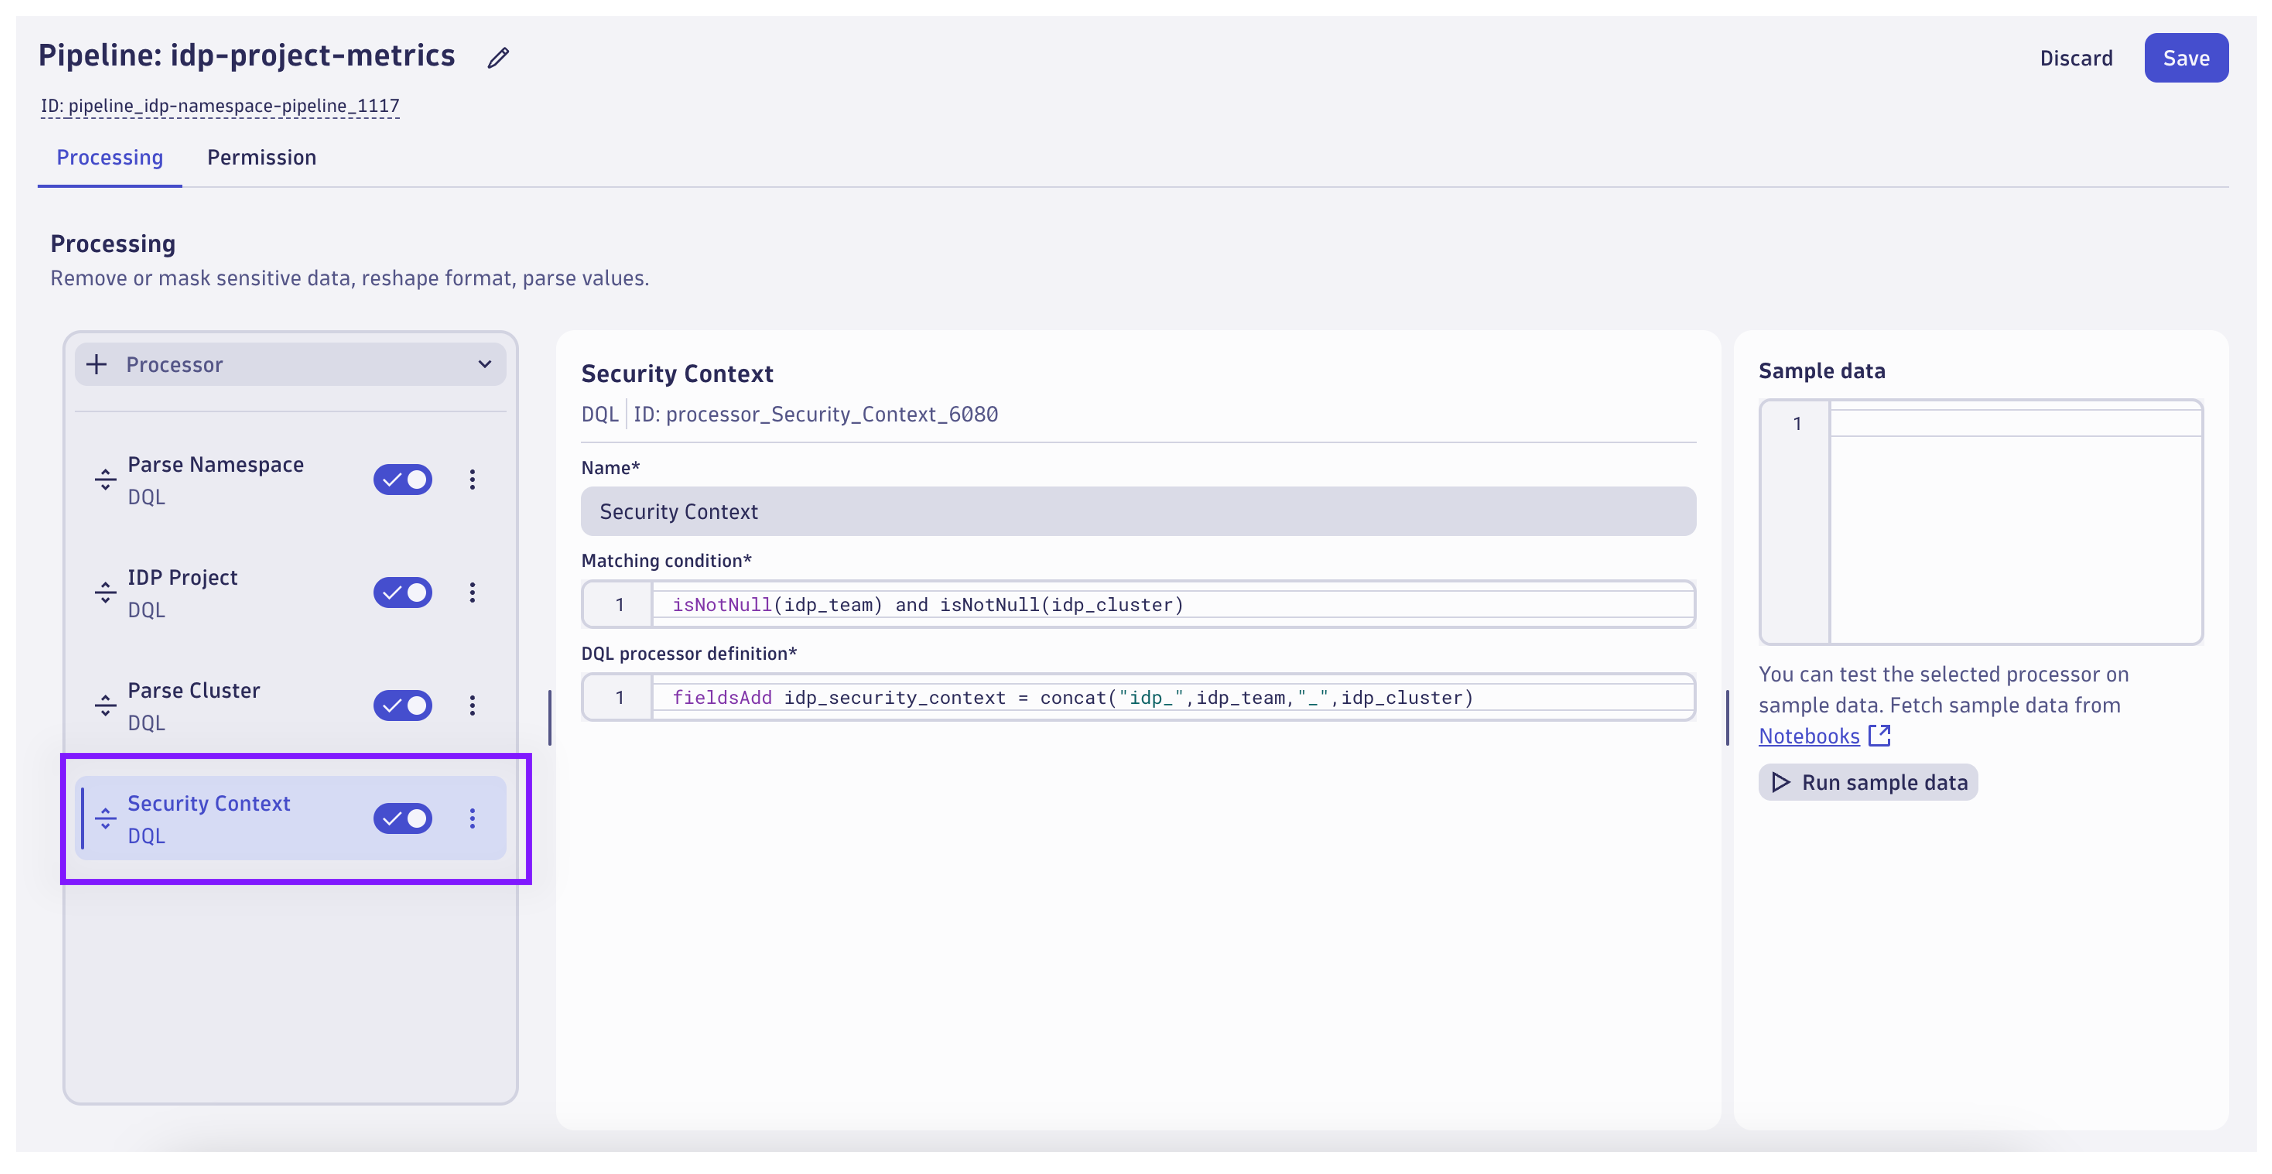 Pipeline: idp-project-metrics
Discard
Save
ID: pipeline_idp-namespace-pipeline_1117
Processing
Permission
Processing
Remove or mask sensitive data, reshape format, parse values.
Processor
Parse Namespace
DQL
IDP Project
DQL
Parse Cluster
DQL
Security Context
DQL
Security Context
DQL
ID: processor_Security_Context_6080
Name*
Security Context
Matching condition*
1
isNotNull(idp_team) and isNotNull(idp_cluster)
DQL processor definition*
1
fieldsAdd idp_security_context = concat("idp_",idp_team,"_",idp_cluster)
Sample data
1
You can test the selected processor on
sample data. Fetch sample data from
Notebooks
Run sample data